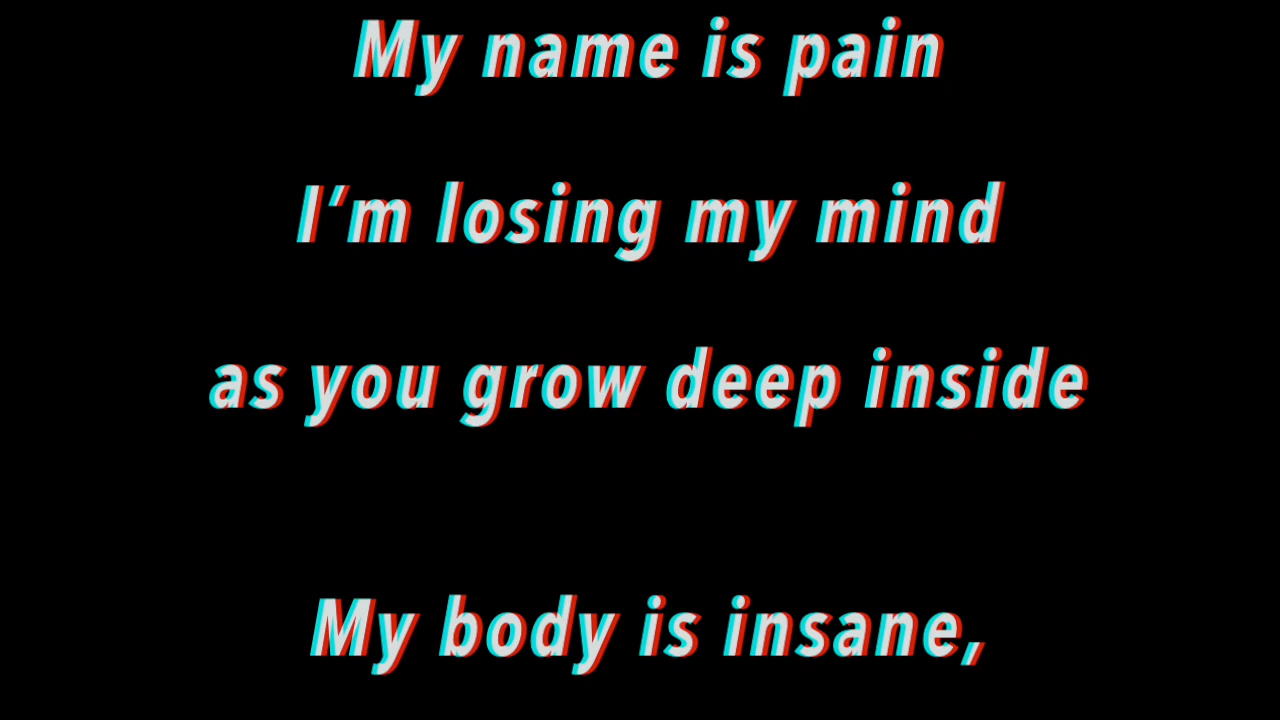 My name is pain
I’m losing my mind
as you grow deep inside
My body is insane,